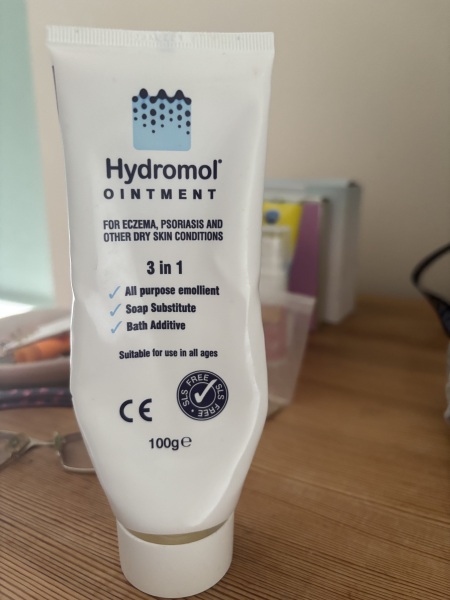 Hydromol®
OINTMENT
FOR ECZEMA, PSORIASIS AND
OTHER DRY SKIN CONDITIONS
3 in 1
✓ All purpose emollient
✓ Soap Substitute
✓ Bath Additive
Suitable for use in all ages
CE
SLS FREE • SLS FREE •
100g℮